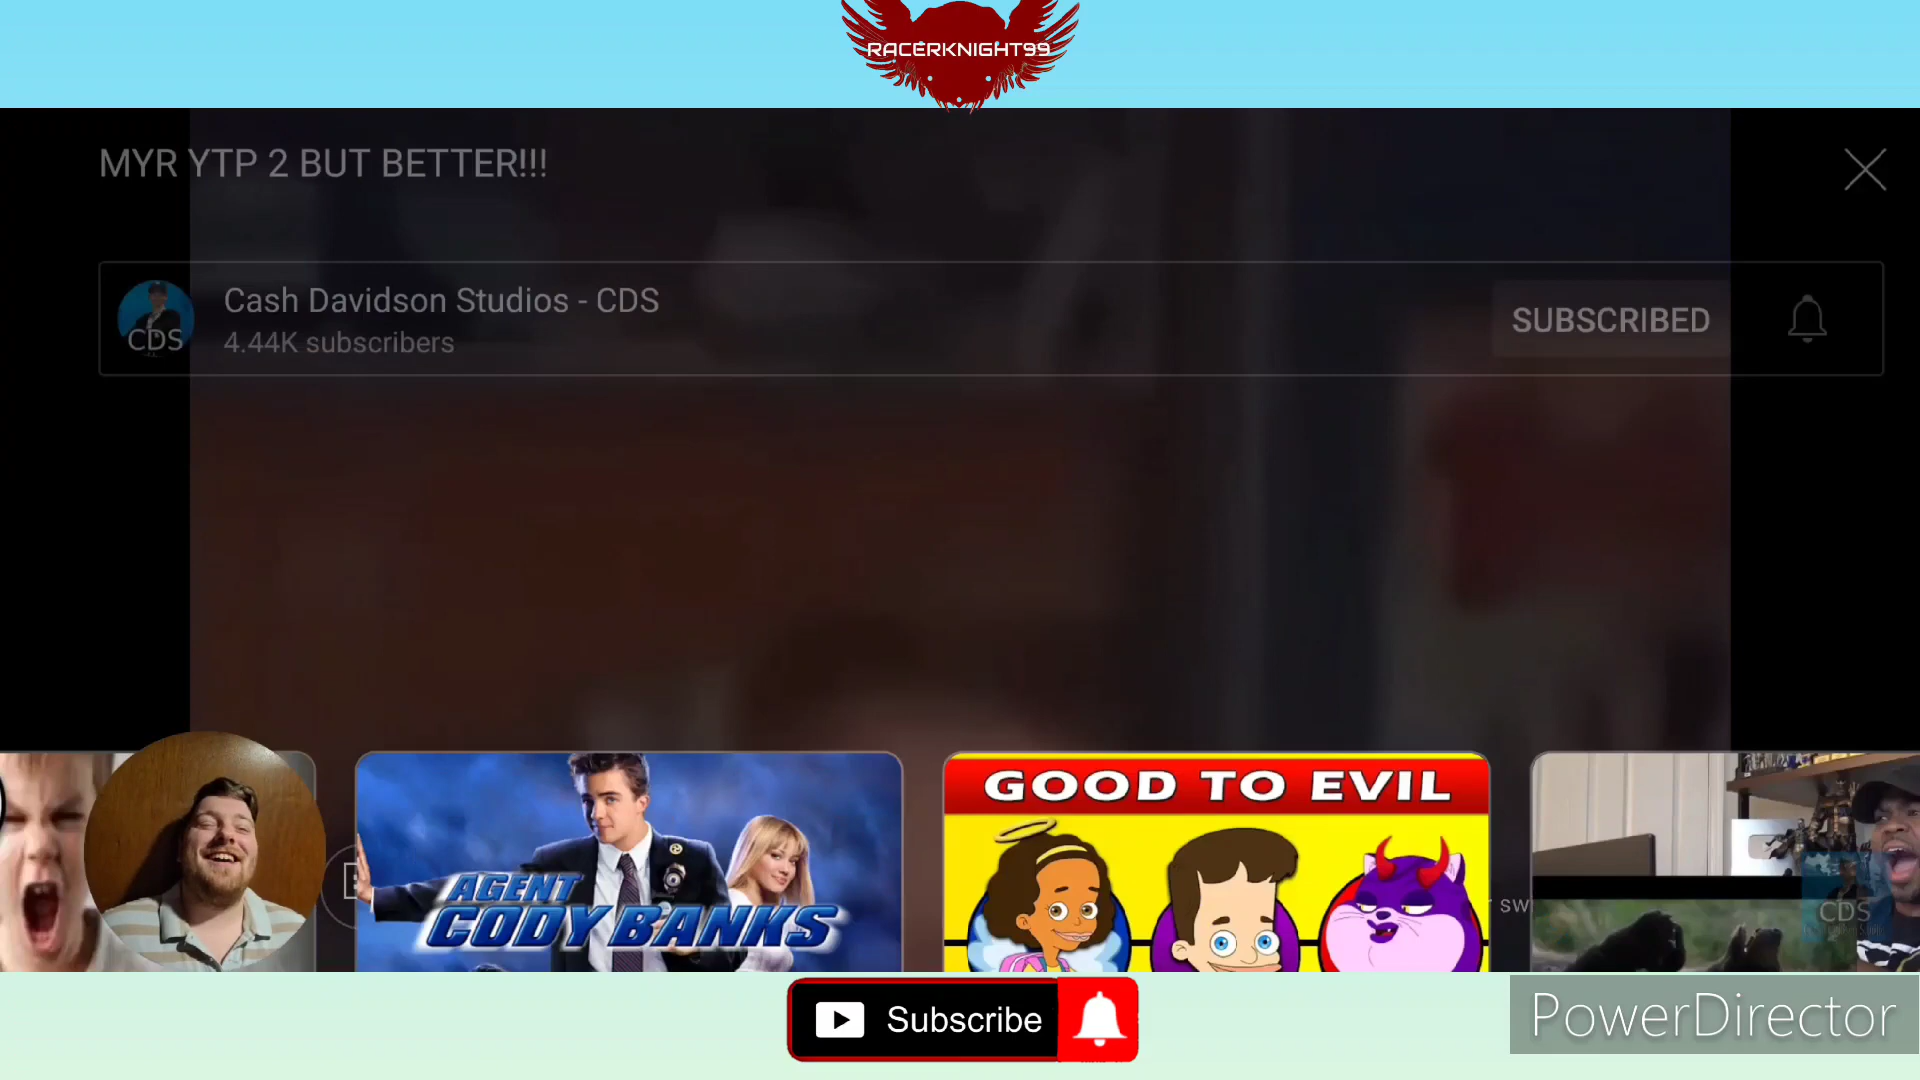 RACERKNIGHT99
MYR YTP 2 BUT BETTER!!!
Cash Davidson Studios - CDS
4.44K subscribers
CDS
SUBSCRIBED
AGENT
CODY BANKS
GOOD TO EVIL
sw
CDS
Subscribe
PowerDirector